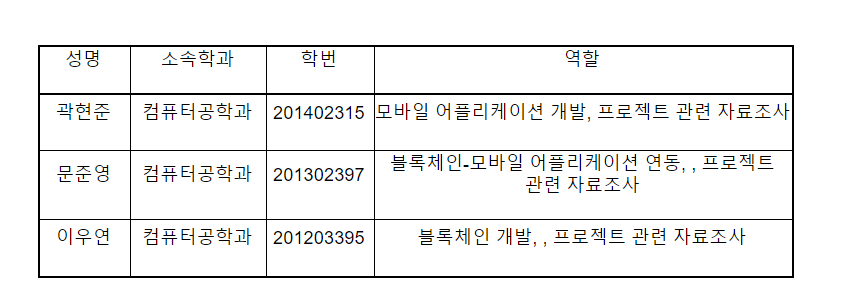 성명 소속학과 학번 역할
곽현준 컴퓨터공학과 201402315 모바일 어플리케이션 개발, 프로젝트 관련 자료조사
문준영 컴퓨터공학과 201302397 블록체인-모바일 어플리케이션 연동, , 프로젝트
관련 자료조사
이우연 컴퓨터공학과 201203395 블록체인 개발, , 프로젝트 관련 자료조사